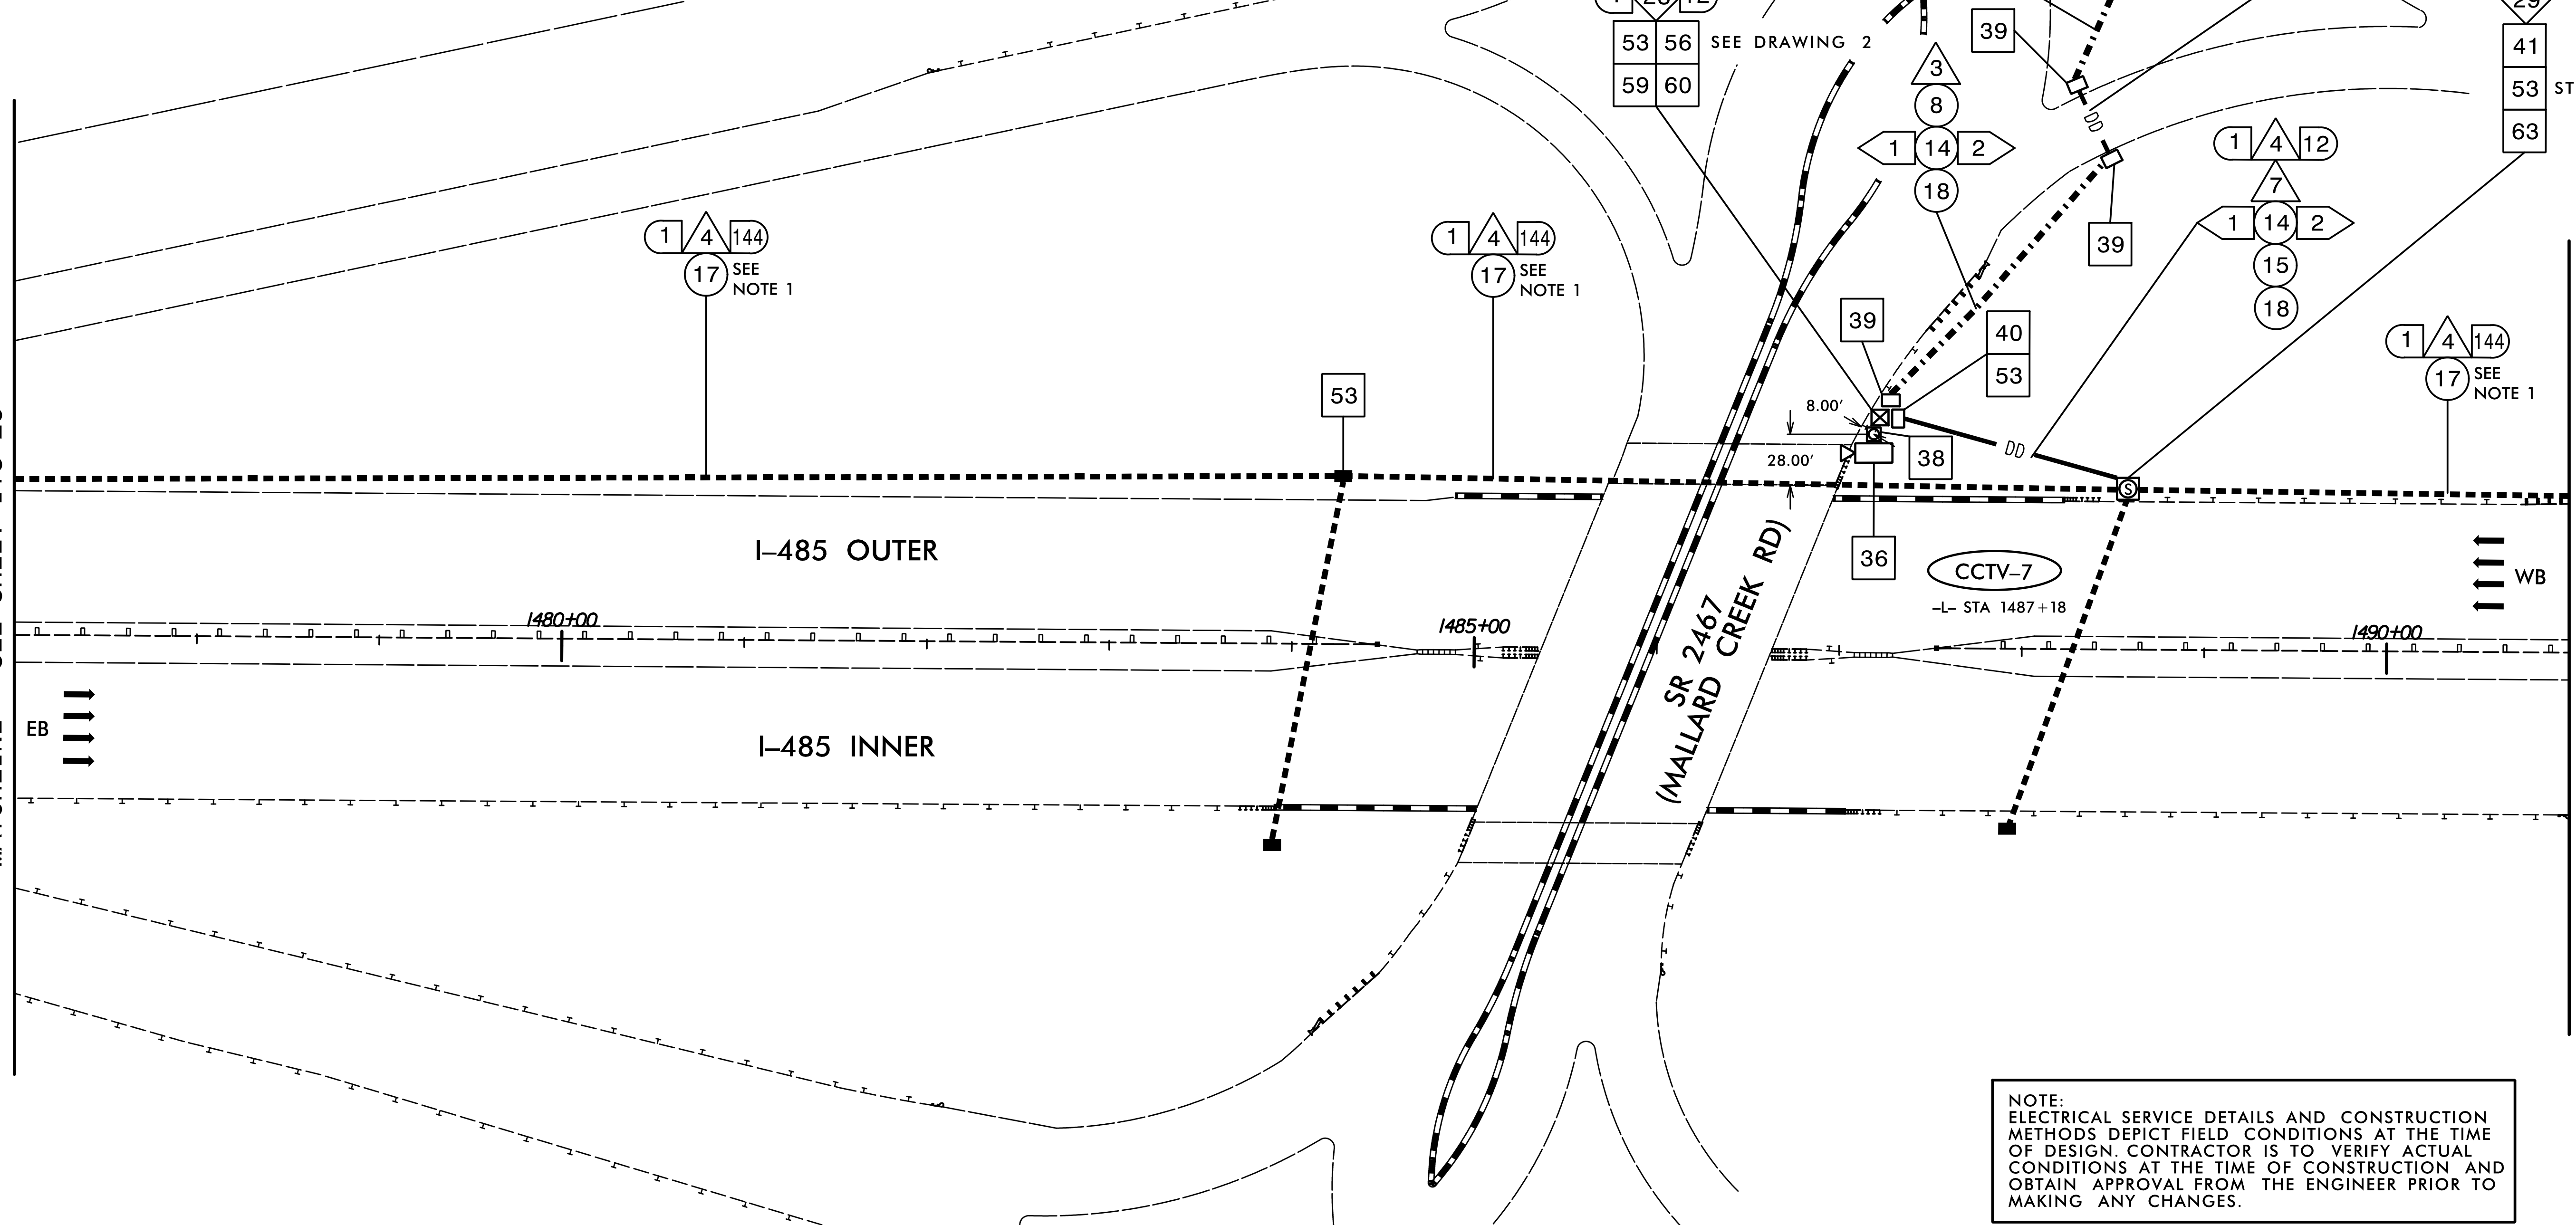 53 56 SEE DRAWING 2
59 60
3
8
1 14 2
18
39
DD
39
41
53 ST
63
1 4 12
7
1 14 2
15
18
1 4 144
17 SEE
NOTE 1
1 4 144
17 SEE
NOTE 1
1 4 144
17 SEE
NOTE 1
53
39
40
53
8.00'
28.00'
38
DD
S
36
I–485 OUTER
CCTV–7
–L– STA 1487+18
WB
1480+00
1485+00
1490+00
SR 2467
(MALLARD CREEK RD)
EB
I–485 INNER
NOTE:
ELECTRICAL SERVICE DETAILS AND CONSTRUCTION
METHODS DEPICT FIELD CONDITIONS AT THE TIME
OF DESIGN. CONTRACTOR IS TO VERIFY ACTUAL
CONDITIONS AT THE TIME OF CONSTRUCTION AND
OBTAIN APPROVAL FROM THE ENGINEER PRIOR TO
MAKING ANY CHANGES.